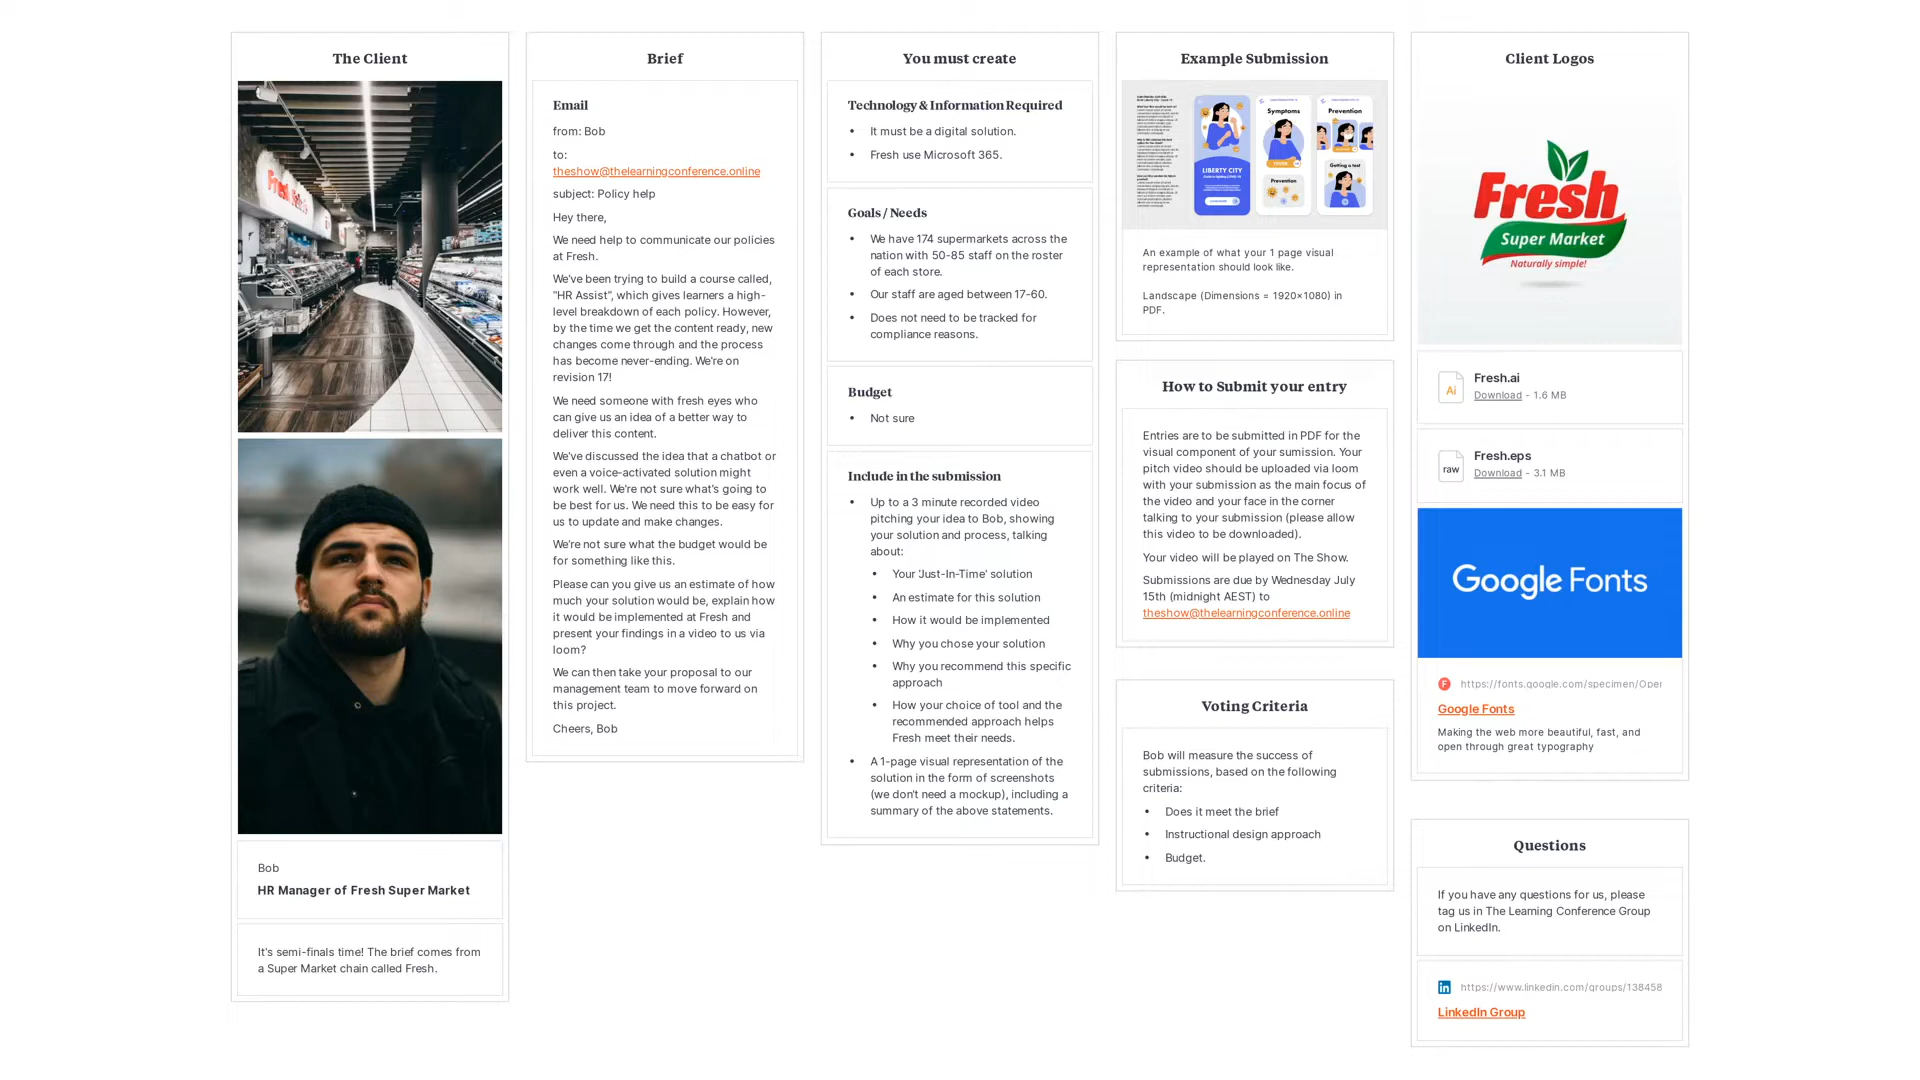 The Client
Fresh
Bob
HR Manager of Fresh Super Market
It's semi-finals time! The brief comes from
a Super Market chain called Fresh.
Brief
Email
from: Bob
to:
theshow@thelearningconference.online
subject: Policy help
Hey there,
We need help to communicate our policies
at Fresh.
We've been trying to build a course called,
"HR Assist", which gives learners a high-
level breakdown of each policy. However,
by the time we get the content ready, new
changes come through and the process
has become never-ending. We're on
revision 17!
We need someone with fresh eyes who
can give us an idea of a better way to
deliver this content.
We've discussed the idea that a chatbot or
even a voice-activated solution might
work well. We're not sure what's going to
be best for us. We need this to be easy for
us to update and make changes.
We're not sure what the budget would be
for something like this.
Please can you give us an estimate of how
much your solution would be, explain how
it would be implemented at Fresh and
present your findings in a video to us via
loom?
We can then take your proposal to our
management team to move forward on
this project.
Cheers, Bob
You must create
Technology & Information Required
• It must be a digital solution.
• Fresh use Microsoft 365.
Goals / Needs
• We have 174 supermarkets across the
nation with 50-85 staff on the roster
of each store.
• Our staff are aged between 17-60.
• Does not need to be tracked for
compliance reasons.
Budget
• Not sure
Include in the submission
• Up to a 3 minute recorded video
pitching your idea to Bob, showing
your solution and process, talking
about:
• Your 'Just-In-Time' solution
• An estimate for this solution
• How it would be implemented
• Why you chose your solution
• Why you recommend this specific
approach
• How your choice of tool and the
recommended approach helps
Fresh meet their needs.
• A 1-page visual representation of the
solution in the form of screenshots
(we don't need a mockup), including a
summary of the above statements.
Example Submission
LIBERTY CITY
Symptoms
Prevention
Prevention
Getting a test
An example of what your 1 page visual
representation should look like.
Landscape (Dimensions = 1920×1080) in
PDF.
How to Submit your entry
Entries are to be submitted in PDF for the
visual component of your sumission. Your
pitch video should be uploaded via loom
with your submission as the main focus of
the video and your face in the corner
talking to your submission (please allow
this video to be downloaded).
Your video will be played on The Show.
Submissions are due by Wednesday July
15th (midnight AEST) to
theshow@thelearningconference.online
Voting Criteria
Bob will measure the success of
submissions, based on the following
criteria:
• Does it meet the brief
• Instructional design approach
• Budget.
Client Logos
Fresh
Super Market
Naturally simple!
Ai
Fresh.ai
Download - 1.6 MB
raw
Fresh.eps
Download - 3.1 MB
Google Fonts
F https://fonts.google.com/specimen/Oper
Google Fonts
Making the web more beautiful, fast, and
open through great typography
Questions
If you have any questions for us, please
tag us in The Learning Conference Group
on LinkedIn.
in https://www.linkedin.com/groups/138458
LinkedIn Group